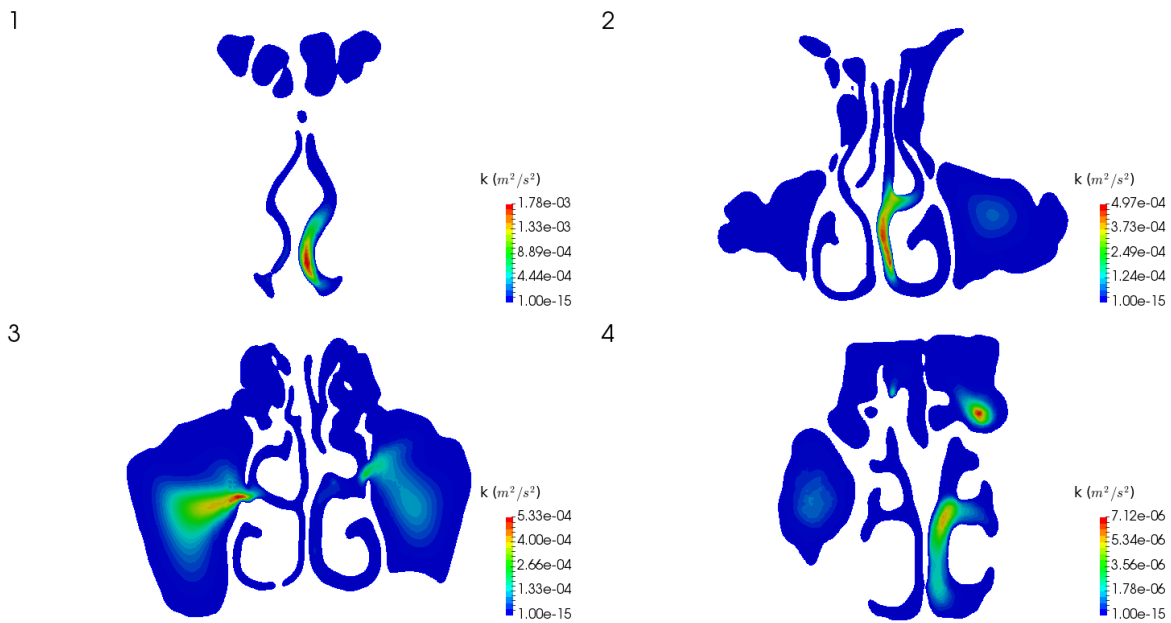 1
k (m²/s²)
1.78e-03
1.33e-03
8.89e-04
4.44e-04
1.00e-15
2
k (m²/s²)
4.97e-04
3.73e-04
2.49e-04
1.24e-04
1.00e-15
3
k (m²/s²)
5.33e-04
4.00e-04
2.66e-04
1.33e-04
1.00e-15
4
k (m²/s²)
7.12e-06
5.34e-06
3.56e-06
1.78e-06
1.00e-15